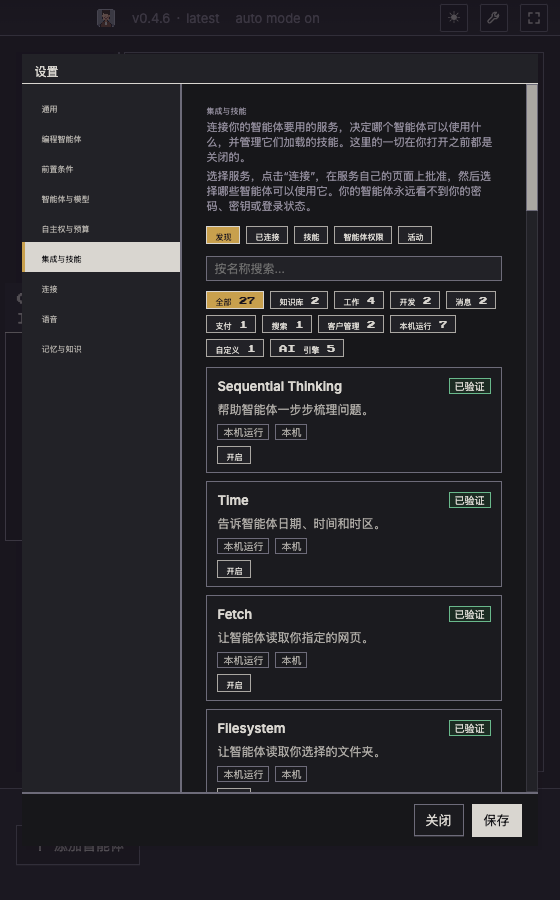 v0.4.6 · latest auto mode on
设置
通用
编程智能体
前置条件
智能体与模型
自主权与预算
集成与技能
连接
语音
记忆与知识
集成与技能
连接你的智能体要用的服务，决定哪个智能体可以使用什
么，并管理它们加载的技能。这里的一切在你打开之前都是
关闭的。
选择服务，点击“连接”，在服务自己的页面上批准，然后选
择哪些智能体可以使用它。你的智能体永远看不到你的密
码、密钥或登录状态。
发现 已连接 技能 智能体权限 活动
按名称搜索...
全部 27 知识库 2 工作 4 开发 2 消息 2
支付 1 搜索 1 客户管理 2 本机运行 7
自定义 1 AI 引擎 5
Sequential Thinking 已验证
帮助智能体一步步梳理问题。
本机运行 本机
开启
Time 已验证
告诉智能体日期、时间和时区。
本机运行 本机
开启
Fetch 已验证
让智能体读取你指定的网页。
本机运行 本机
开启
Filesystem 已验证
让智能体读取你选择的文件夹。
本机运行 本机
关闭 保存
添加智能体